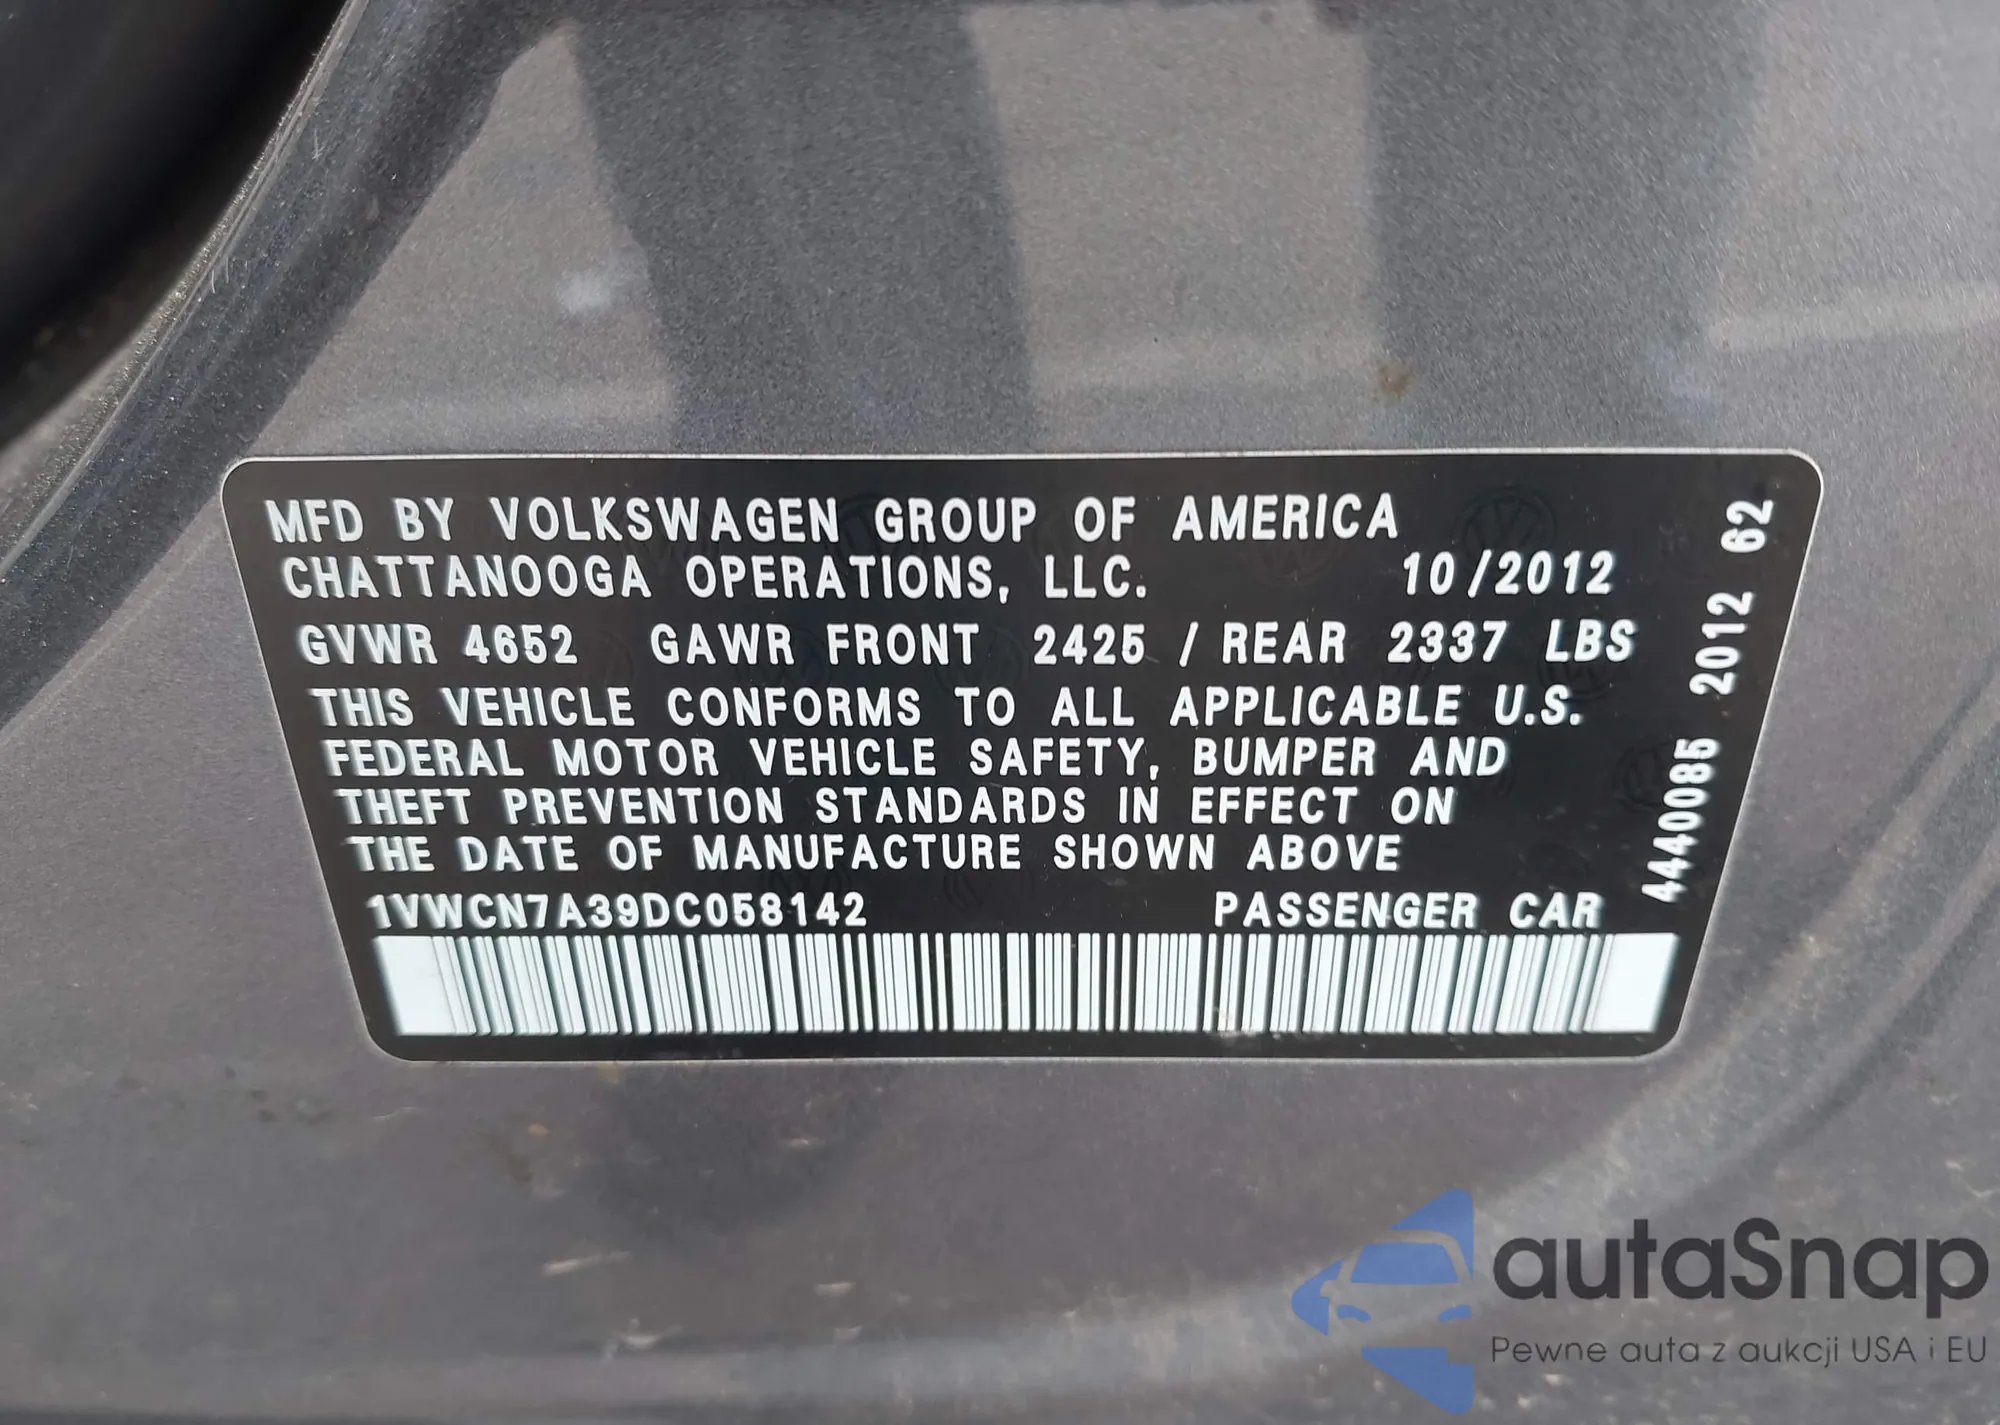 MFD BY VOLKSWAGEN GROUP OF AMERICA
CHATTANOOGA OPERATIONS, LLC. 10/2012
GVWR 4652 GAWR FRONT 2425 / REAR 2337 LBS
THIS VEHICLE CONFORMS TO ALL APPLICABLE U.S.
FEDERAL MOTOR VEHICLE SAFETY, BUMPER AND
THEFT PREVENTION STANDARDS IN EFFECT ON
THE DATE OF MANUFACTURE SHOWN ABOVE
1VWCN7A39DC058142 PASSENGER CAR
4440085 2012 62
autaSnap
Pewne auta z aukcji USA i EU